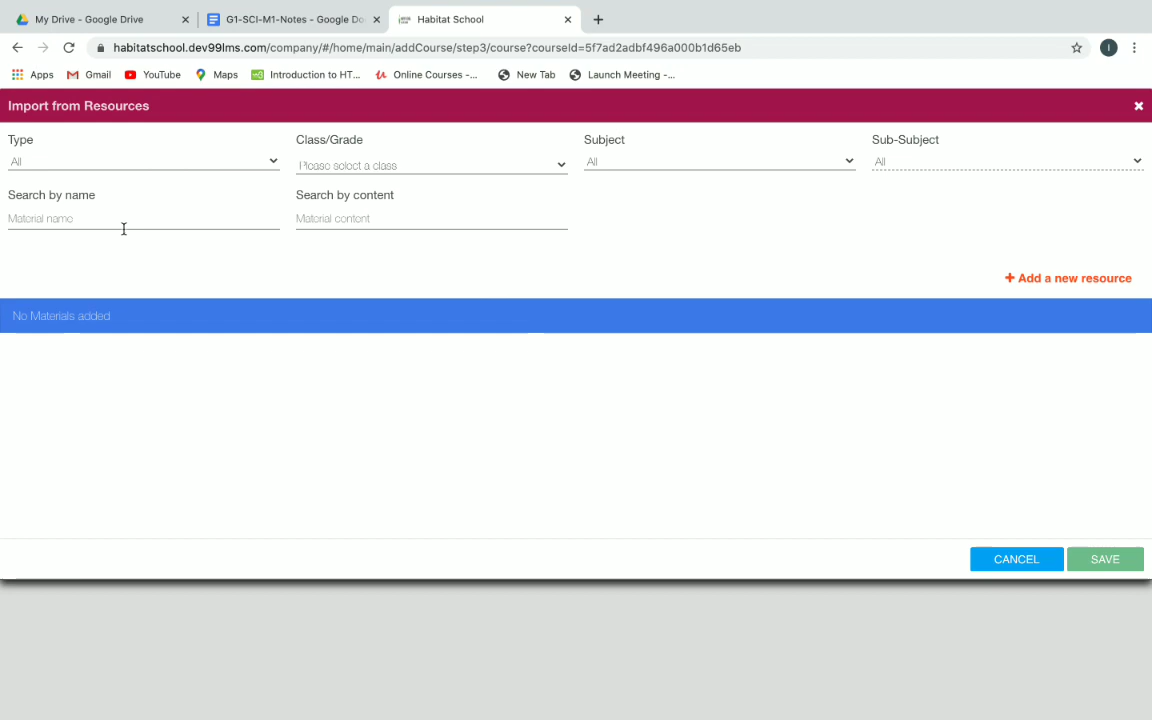 My Drive - Google Drive
G1-SCI-M1-Notes - Google Do
Habitat School
habitatschool.dev99lms.com/company/#/home/main/addCourse/step3/course?courseId=5f7ad2adbf496a000b1d65eb
Apps Gmail YouTube Maps Introduction to HT... Online Courses -... New Tab Launch Meeting -...
Import from Resources
Type Class/Grade Subject Sub-Subject
All Please select a class All All
Search by name Search by content
Material name Material content
+ Add a new resource
No Materials added
CANCEL SAVE